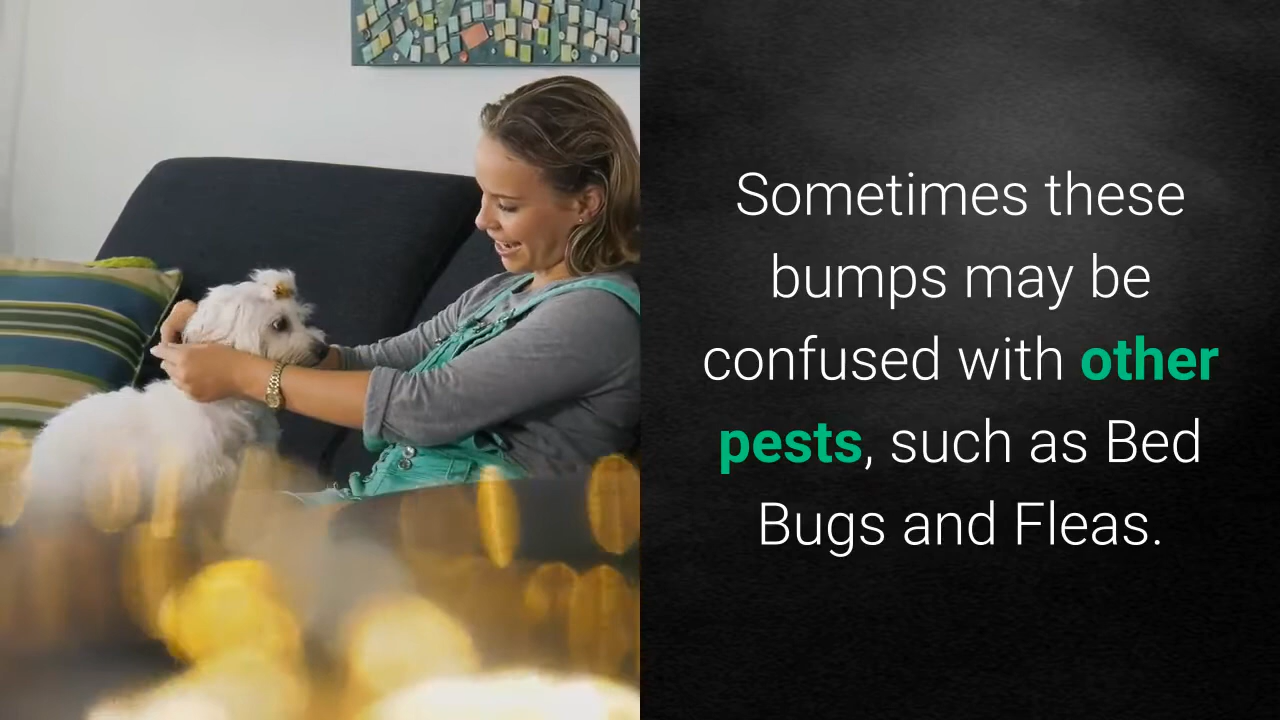 Sometimes these
bumps may be
confused with other
pests, such as Bed
Bugs and Fleas.